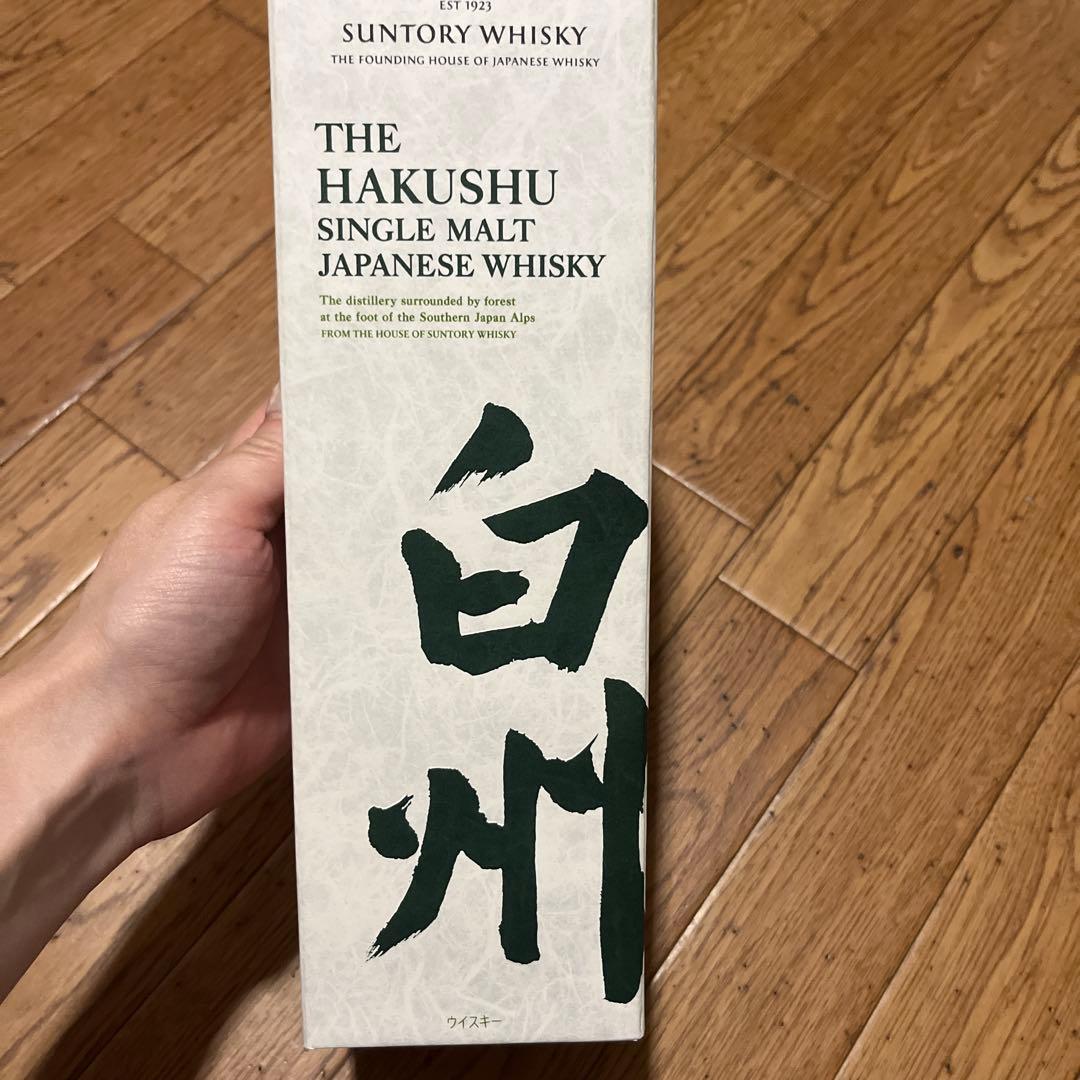 EST 1923
SUNTORY WHISKY
THE FOUNDING HOUSE OF JAPANESE WHISKY
THE
HAKUSHU
SINGLE MALT
JAPANESE WHISKY
The distillery surrounded by forest
at the foot of the Southern Japan Alps
FROM THE HOUSE OF SUNTORY WHISKY
白
州
ウイスキー